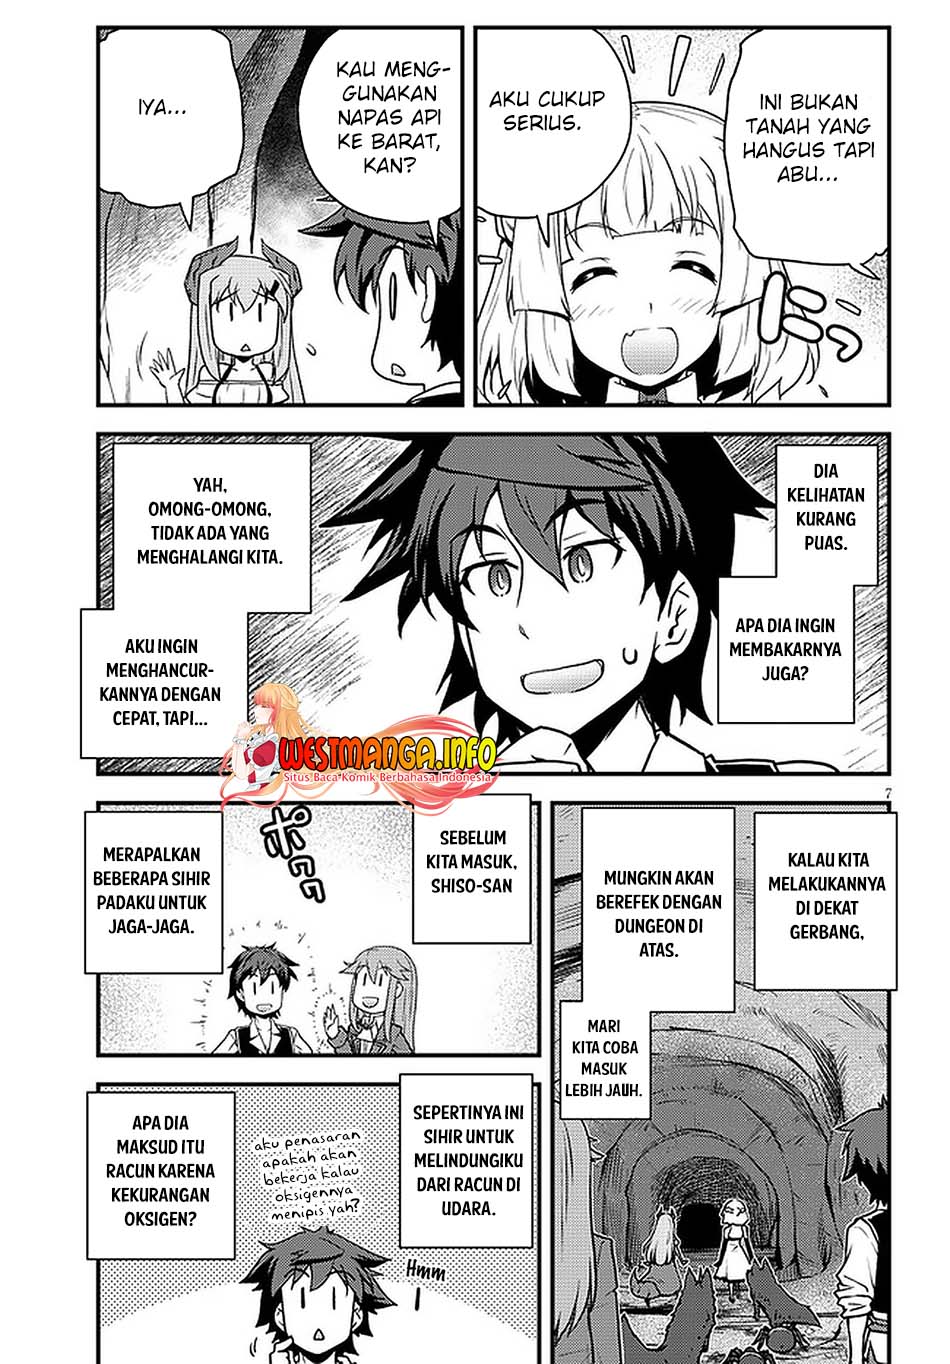 INI BUKAN
TANAH YANG
HANGUS TAPI
ABU...
AKU CUKUP
SERIUS.
にこっ
KAU MENG-
GUNAKAN
NAPAS API
KE BARAT,
KAN?
IYA...
DIA
KELIHATAN
KURANG
PUAS.
APA DIA INGIN
MEMBAKARNYA
JUGA?
YAH,
OMONG-OMONG,
TIDAK ADA YANG
MENGHALANGI KITA.
AKU INGIN
MENGHANCUR-
KANNYA DENGAN
CEPAT, TAPI...
WESTMANGA.INFO
Situs Baca Komik Berbahasa Indonesia
7
KALAU KITA
MELAKUKANNYA
DI DEKAT
GERBANG,
MUNGKIN AKAN
BEREFEK DENGAN
DUNGEON DI
ATAS.
MARI
KITA COBA
MASUK
LEBIH JAUH.
SEBELUM
KITA MASUK,
SHISO-SAN
MERAPALKAN
BEBERAPA SIHIR
PADAKU UNTUK
JAGA-JAGA.
SEPERTINYA INI
SIHIR UNTUK
MELINDUNGIKU
DARI RACUN DI
UDARA.
aku penasaran
apakah akan
bekerja kalau
oksigennya
menipis yah?
APA DIA
MAKSUD ITU
RACUN KARENA
KEKURANGAN
OKSIGEN?
Hmm